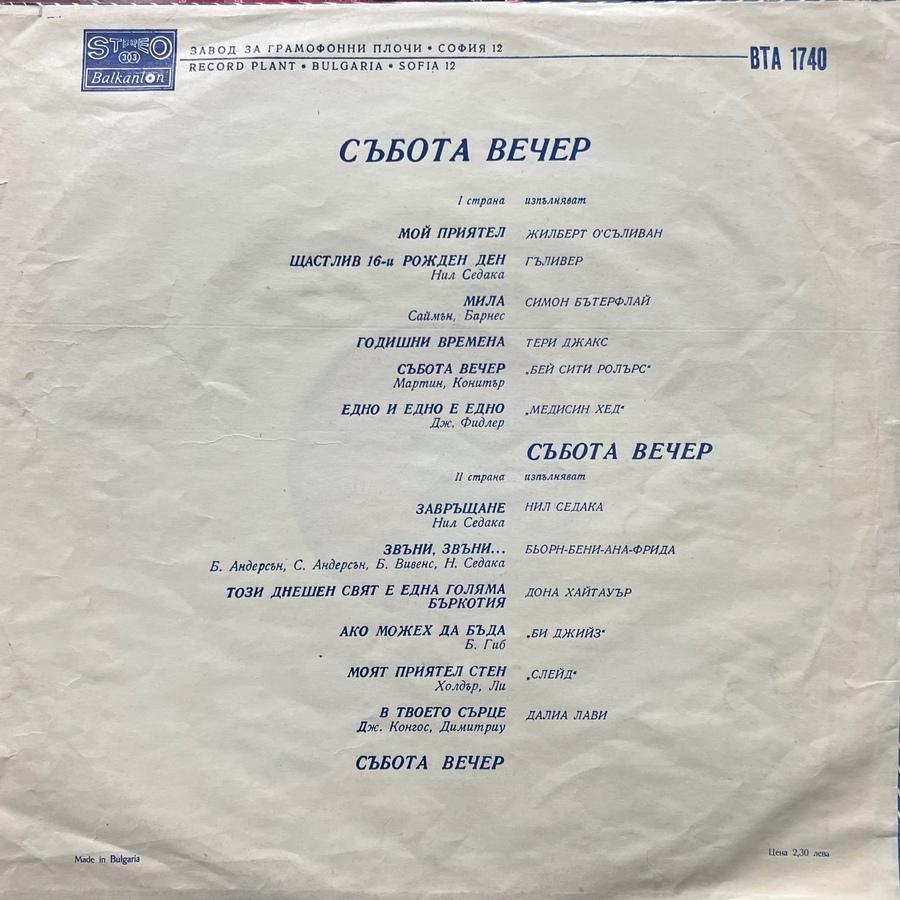 STEREO
STEREO 303
Balkanton
ЗАВОД ЗА ГРАМОФОННИ ПЛОЧИ • СОФИЯ 12
RECORD PLANT • BULGARIA • SOFIA 12
ВТА 1740
СЪБОТА ВЕЧЕР
I страна изпълняват
МОЙ ПРИЯТЕЛ ЖИЛБЕРТ О'СЪЛИВАН
ЩАСТЛИВ 16-и РОЖДЕН ДЕН ГЪЛИВЕР
Нил Седака
МИЛА СИМОН БЪТЕРФЛАЙ
Саймън, Барнес
ГОДИШНИ ВРЕМЕНА ТЕРИ ДЖАКС
СЪБОТА ВЕЧЕР „БЕЙ СИТИ РОЛЪРС“
Мартин, Конитър
ЕДНО И ЕДНО Е ЕДНО „МЕДИСИН ХЕД“
Дж. Фидлер
СЪБОТА ВЕЧЕР
II страна изпълняват
ЗАВРЪЩАНЕ НИЛ СЕДАКА
Нил Седака
ЗВЪНИ, ЗВЪНИ... БЬОРН-БЕНИ-АНА-ФРИДА
Б. Андерсън, С. Андерсън, Б. Вивенс, Н. Седака
ТОЗИ ДНЕШЕН СВЯТ Е ЕДНА ГОЛЯМА ДОНА ХАЙТАУЪР
БЪРКОТИЯ
АКО МОЖЕХ ДА БЪДА „БИ ДЖИЙЗ“
Б. Гиб
МОЯТ ПРИЯТЕЛ СТЕН „СЛЕЙД“
Холдър, Ли
В ТВОЕТО СЪРЦЕ ДАЛИА ЛАВИ
Дж. Конгос, Димитриу
СЪБОТА ВЕЧЕР
Made in Bulgaria
Цена 2,30 лева